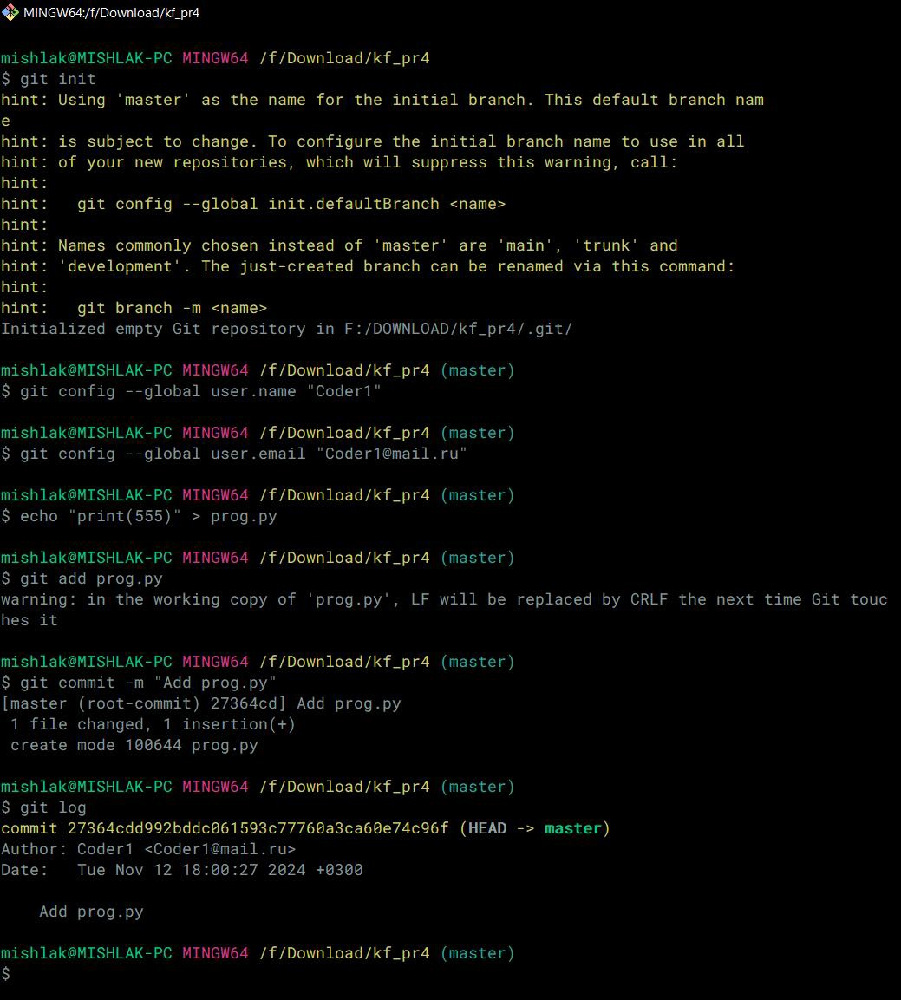 MINGW64:/f/Download/kf_pr4
mishlak@MISHLAK-PC MINGW64 /f/Download/kf_pr4
$ git init
hint: Using 'master' as the name for the initial branch. This default branch nam
e
hint: is subject to change. To configure the initial branch name to use in all
hint: of your new repositories, which will suppress this warning, call:
hint:
hint:   git config --global init.defaultBranch <name>
hint:
hint: Names commonly chosen instead of 'master' are 'main', 'trunk' and
hint: 'development'. The just-created branch can be renamed via this command:
hint:
hint:   git branch -m <name>
Initialized empty Git repository in F:/DOWNLOAD/kf_pr4/.git/
mishlak@MISHLAK-PC MINGW64 /f/Download/kf_pr4 (master)
$ git config --global user.name "Coder1"
mishlak@MISHLAK-PC MINGW64 /f/Download/kf_pr4 (master)
$ git config --global user.email "Coder1@mail.ru"
mishlak@MISHLAK-PC MINGW64 /f/Download/kf_pr4 (master)
$ echo "print(555)" > prog.py
mishlak@MISHLAK-PC MINGW64 /f/Download/kf_pr4 (master)
$ git add prog.py
warning: in the working copy of 'prog.py', LF will be replaced by CRLF the next time Git touc
hes it
mishlak@MISHLAK-PC MINGW64 /f/Download/kf_pr4 (master)
$ git commit -m "Add prog.py"
[master (root-commit) 27364cd] Add prog.py
 1 file changed, 1 insertion(+)
 create mode 100644 prog.py
mishlak@MISHLAK-PC MINGW64 /f/Download/kf_pr4 (master)
$ git log
commit 27364cdd992bddc061593c77760a3ca60e74c96f (HEAD -> master)
Author: Coder1 <Coder1@mail.ru>
Date:   Tue Nov 12 18:00:27 2024 +0300
    Add prog.py
mishlak@MISHLAK-PC MINGW64 /f/Download/kf_pr4 (master)
$